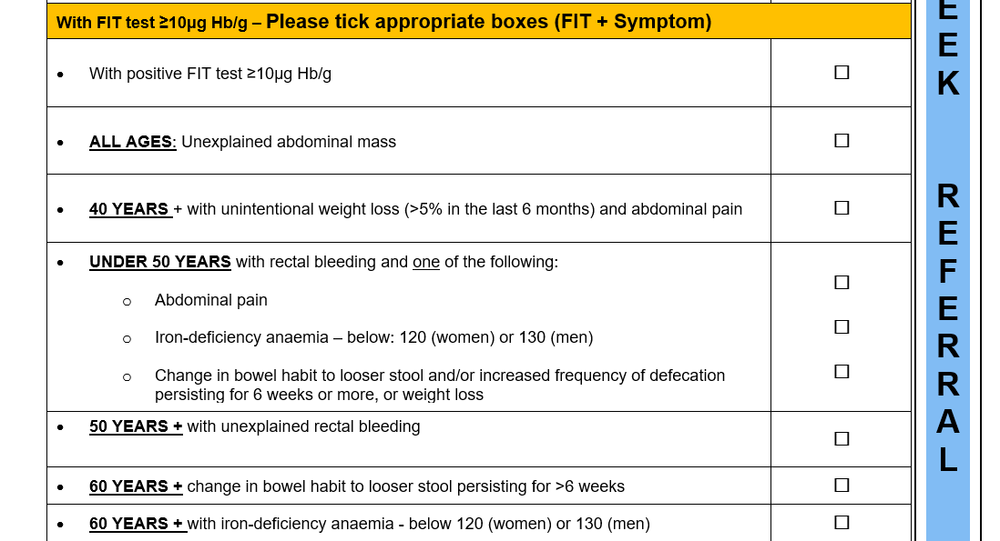 With FIT test ≥10µg Hb/g – Please tick appropriate boxes (FIT + Symptom)
• With positive FIT test ≥10µg Hb/g ☐
• ALL AGES: Unexplained abdominal mass ☐
• 40 YEARS + with unintentional weight loss (>5% in the last 6 months) and abdominal pain ☐
• UNDER 50 YEARS with rectal bleeding and one of the following:
o Abdominal pain ☐
o Iron-deficiency anaemia – below: 120 (women) or 130 (men) ☐
o Change in bowel habit to looser stool and/or increased frequency of defecation ☐
persisting for 6 weeks or more, or weight loss
• 50 YEARS + with unexplained rectal bleeding ☐
• 60 YEARS + change in bowel habit to looser stool persisting for >6 weeks ☐
• 60 YEARS + with iron-deficiency anaemia - below 120 (women) or 130 (men) ☐
E
E
K
R
E
F
E
R
R
A
L